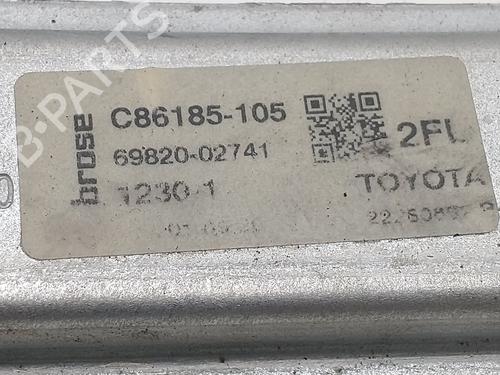 B-PARTS
brose
C86185-105
69820-02741
1230/1
2FL
TOYOTA